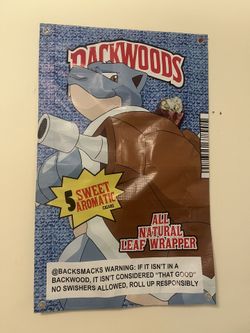 BACKWOODS
5 SWEET
AROMATIC
CIGARS
ALL
NATURAL
LEAF WRAPPER
@BACKSMACKS WARNING: IF IT ISN'T IN A
BACKWOOD, IT ISN'T CONSIDERED "THAT GOOD"
NO SWISHERS ALLOWED, ROLL UP RESPONSIBLY